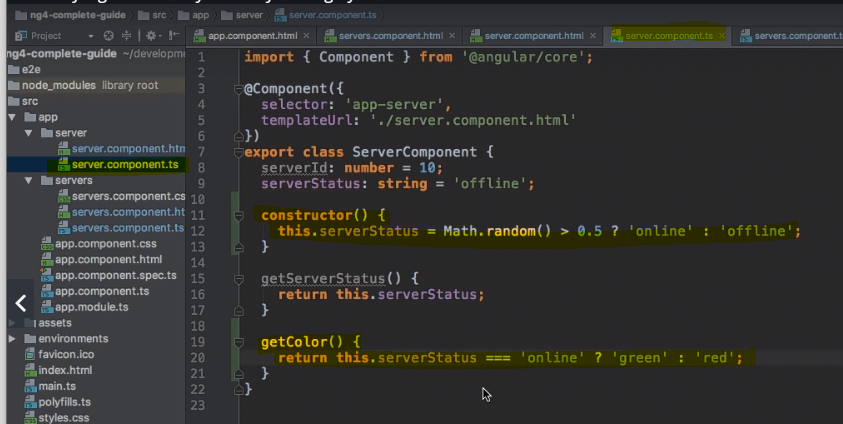 ng4-complete-guide src app server server.component.ts
Project
app.component.html × servers.component.html × server.component.html × server.component.ts × servers.component.ts
ng4-complete-guide ~/developme
e2e
node_modules library root
src
app
server
server.component.htm
server.component.ts
servers
servers.component.cs
servers.component.ht
servers.component.ts
app.component.css
app.component.html
app.component.spec.ts
app.component.ts
app.module.ts
assets
environments
favicon.ico
index.html
main.ts
polyfills.ts
styles.css
1 import { Component } from '@angular/core';
2
3 @Component({
4 selector: 'app-server',
5 templateUrl: './server.component.html'
6 })
7 export class ServerComponent {
8 serverId: number = 10;
9 serverStatus: string = 'offline';
10
11 constructor() {
12 this.serverStatus = Math.random() > 0.5 ? 'online' : 'offline';
13 }
14
15 getServerStatus() {
16 return this.serverStatus;
17 }
18
19 getColor() {
20 return this.serverStatus === 'online' ? 'green' : 'red';
21 }
22 }
23